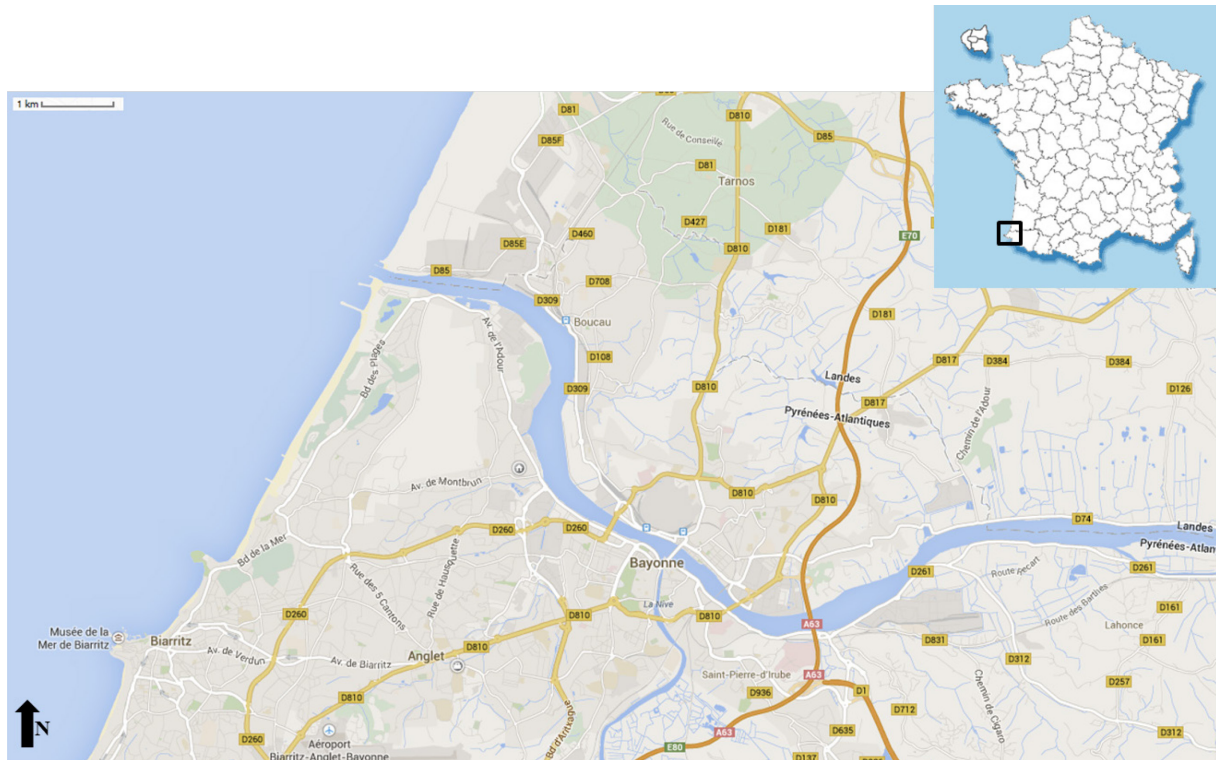 1 km
D81
D810
D85F
Rue de Conseillé
D85
D81
Tarnos
D427
D181
D460
D85E
D810
E70
D85
D708
D309
Boucau
D181
Av. de l'Adour
Bd des Plages
D108
D817
D384
D384
D309
D810
Landes
D126
D817
Pyrénées-Atlantiques
Chemin de l'Adour
Av. de Montbrun
D810
D810
D260
D260
D74
Landes
Bd de la Mer
Pyrénées-Atlant
Bayonne
Rue des 5 Cantons
Rue de Hausquette
D261
D261
La Nive
Route des Barthes
D260
D810
D810
D161
A63
Lahonce
Musée de la
Mer de Biarritz
Biarritz
D831
D161
Av. de Verdun
D810
Anglet
D312
Av. de Biarritz
Saint-Pierre-d'Irube
A63
D257
D810
D936
D1
Chemin de Cigaro
N
D712
D635
D312
D260
Aéroport
Biarritz-Anglet-Bayonne
A63
E80
D137